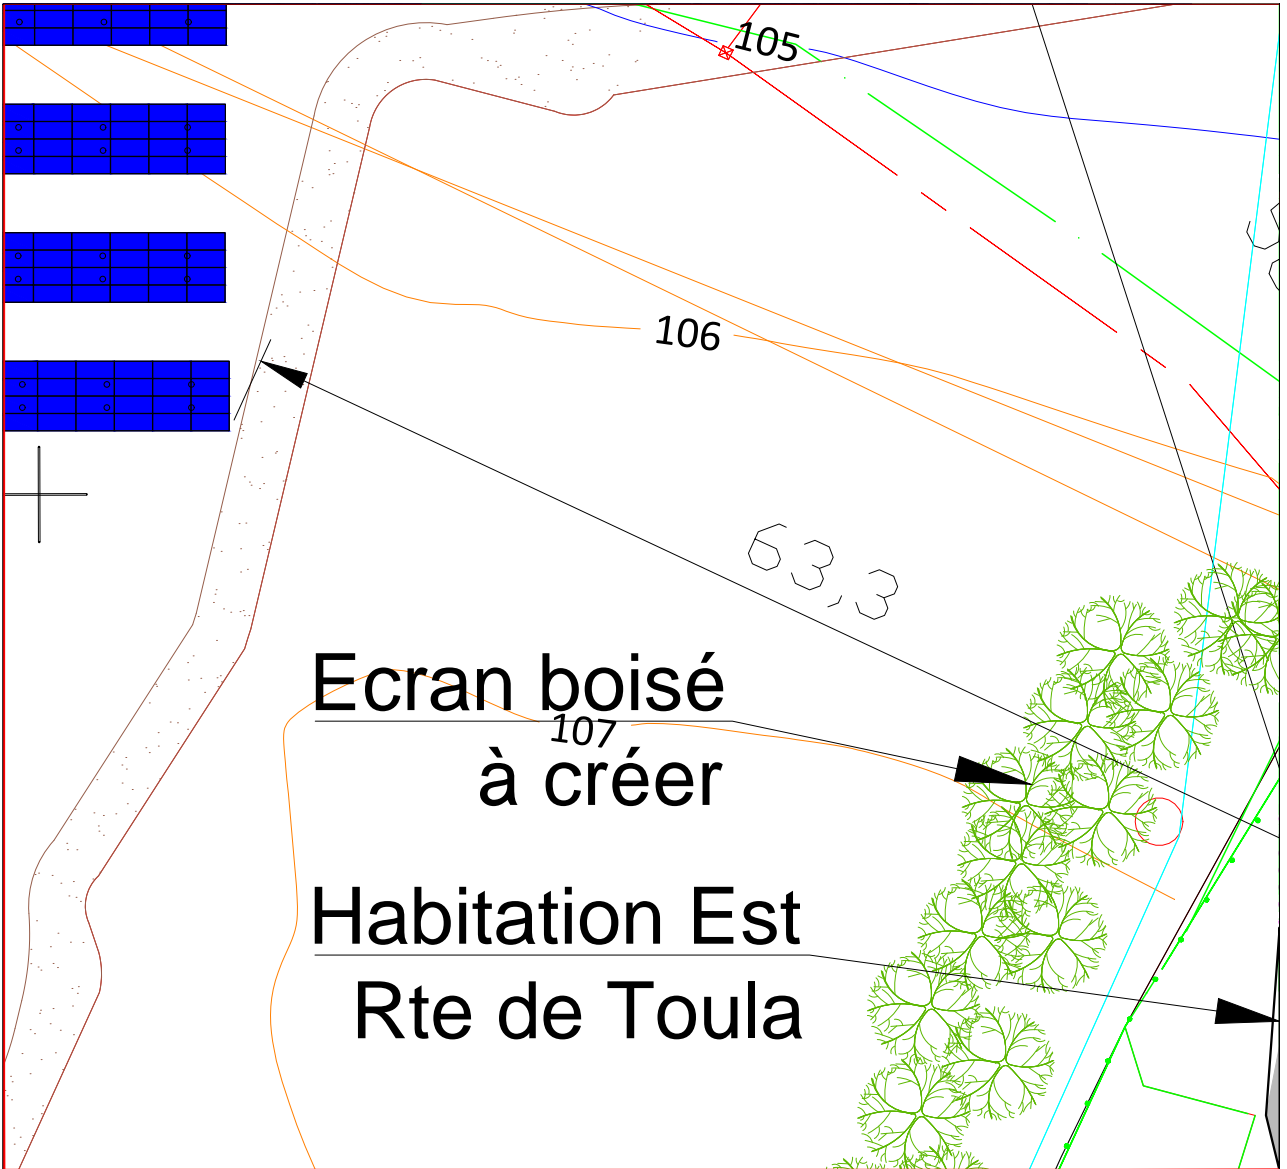 105
106
63,3
Ecran boisé
107
à créer
Habitation Est
Rte de Toula